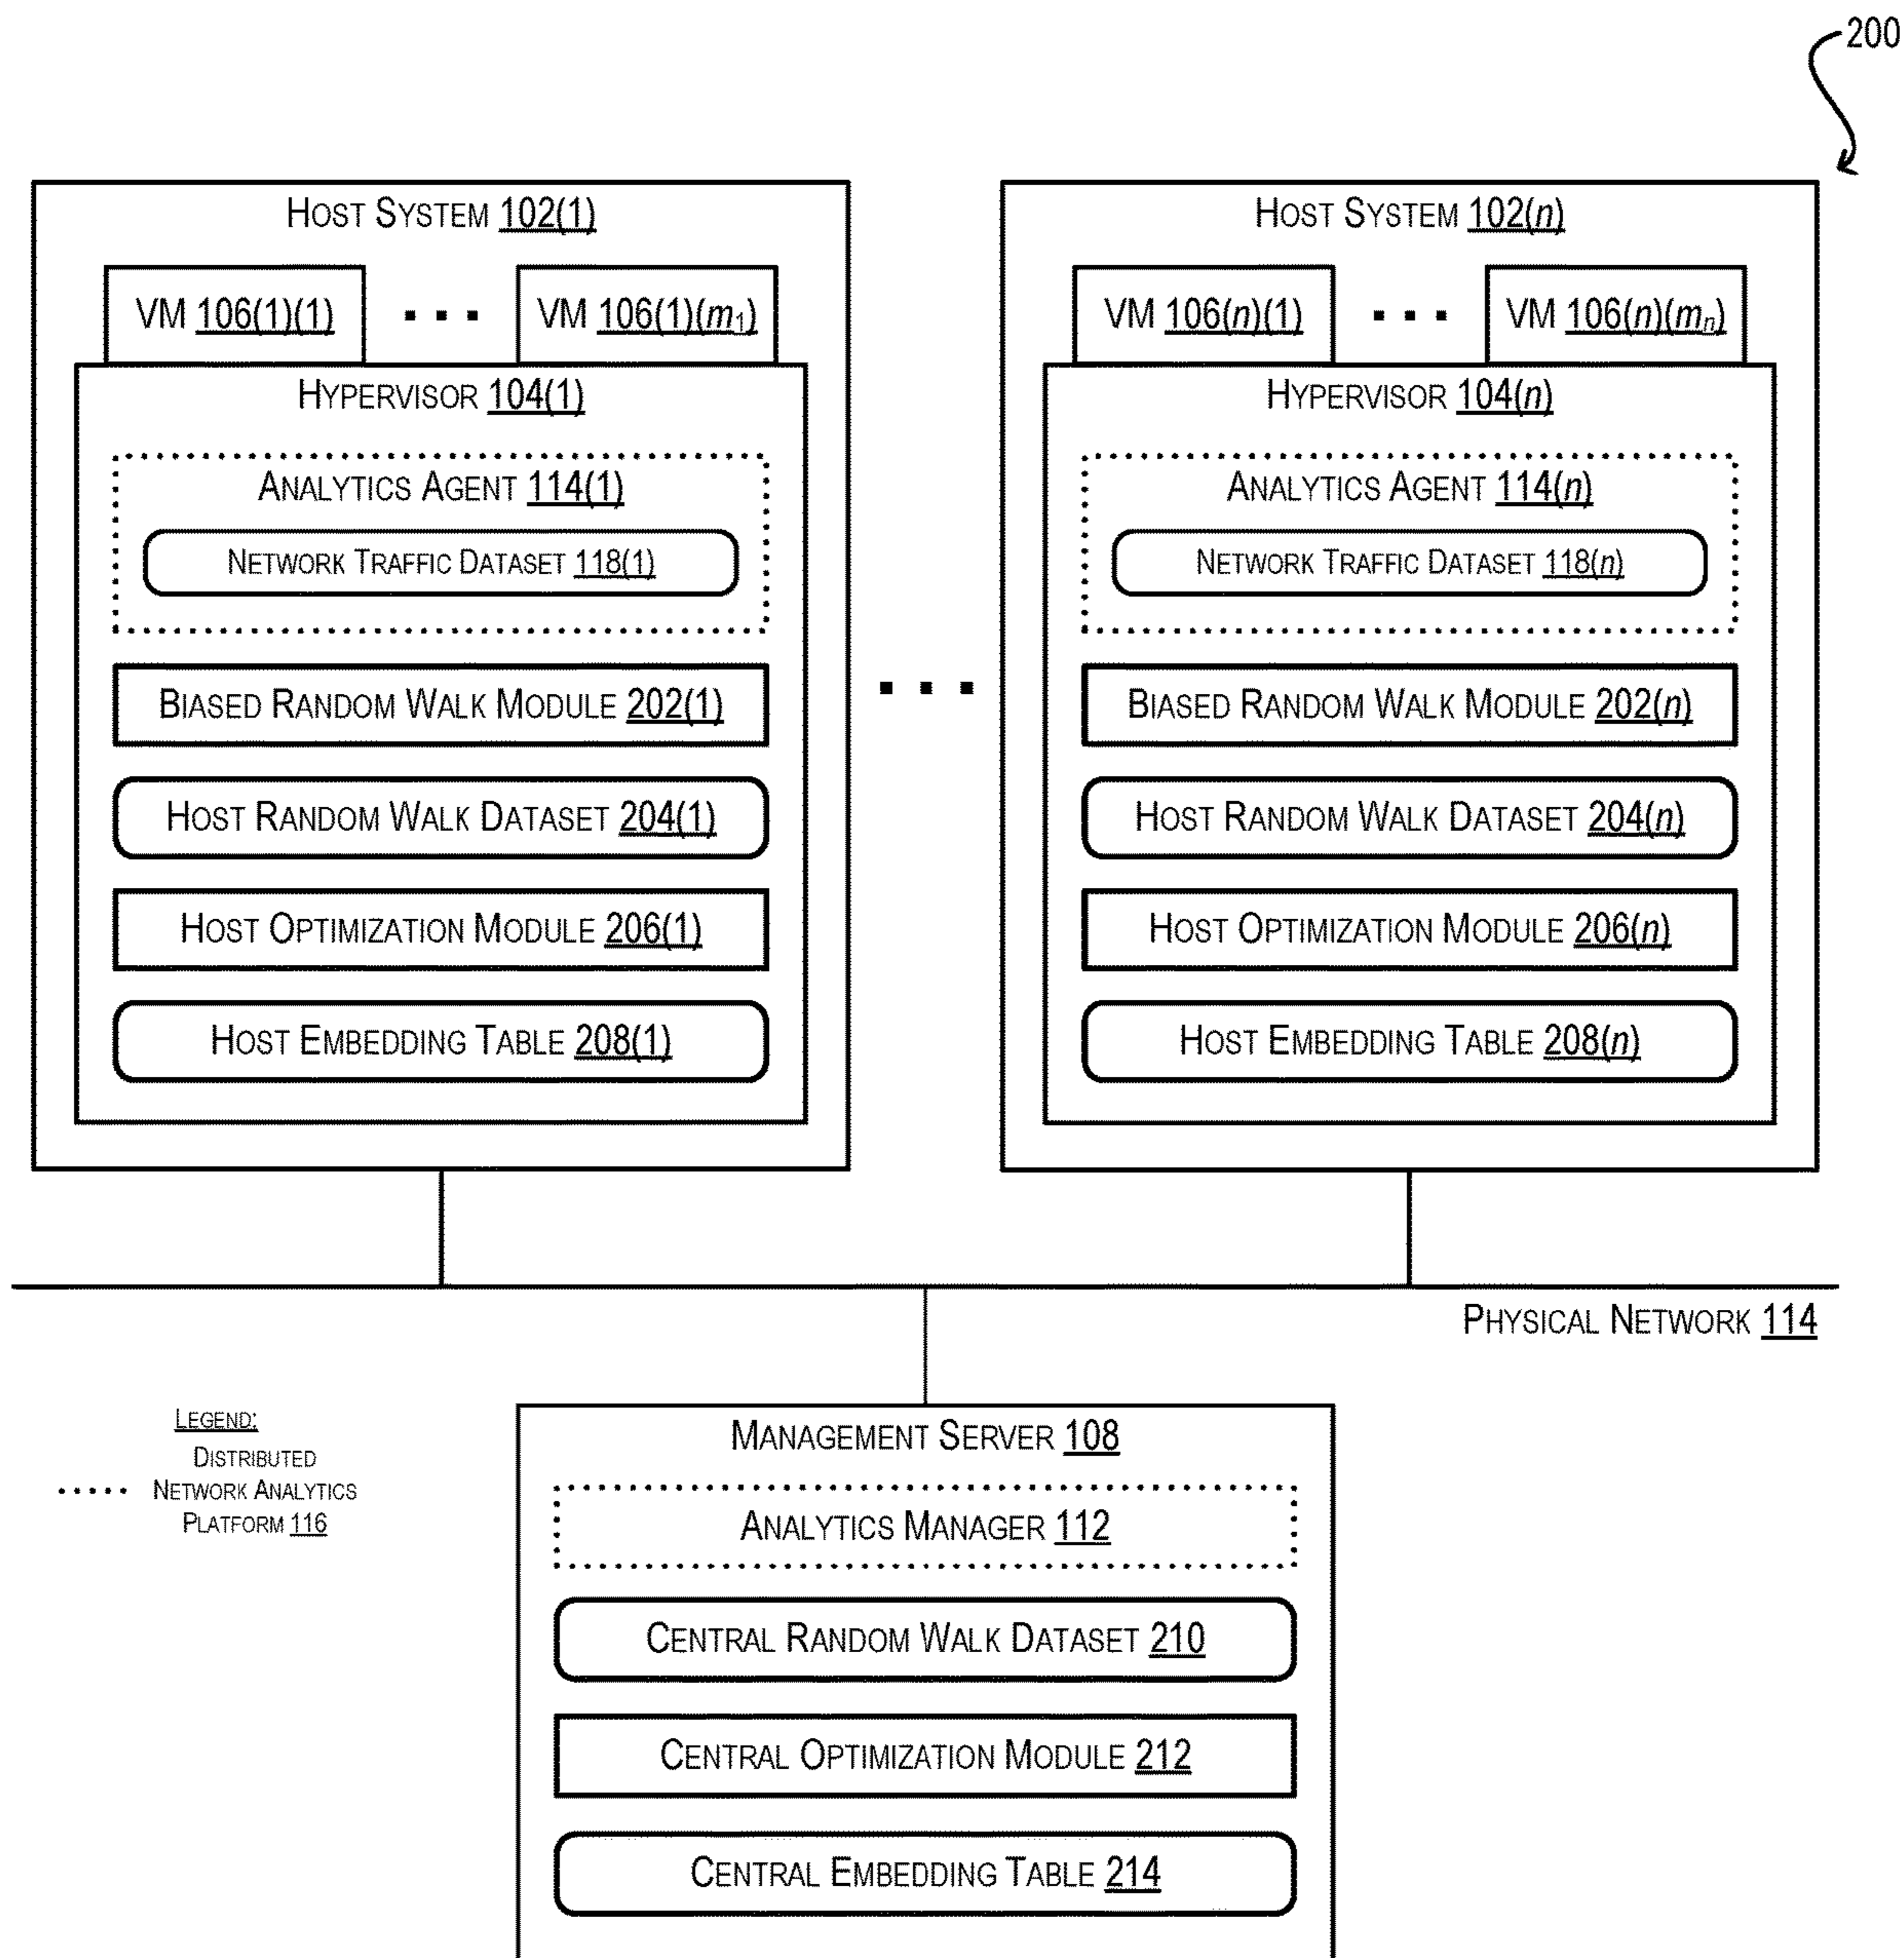 200
HOST SYSTEM 102(1)
VM 106(1)(1)
VM 106(1)(m1)
HYPERVISOR 104(1)
ANALYTICS AGENT 114(1)
NETWORK TRAFFIC DATASET 118(1)
BIASED RANDOM WALK MODULE 202(1)
HOST RANDOM WALK DATASET 204(1)
HOST OPTIMIZATION MODULE 206(1)
HOST EMBEDDING TABLE 208(1)
HOST SYSTEM 102(n)
VM 106(n)(1)
VM 106(n)(mn)
HYPERVISOR 104(n)
ANALYTICS AGENT 114(n)
NETWORK TRAFFIC DATASET 118(n)
BIASED RANDOM WALK MODULE 202(n)
HOST RANDOM WALK DATASET 204(n)
HOST OPTIMIZATION MODULE 206(n)
HOST EMBEDDING TABLE 208(n)
PHYSICAL NETWORK 114
LEGEND:
DISTRIBUTED
NETWORK ANALYTICS
PLATFORM 116
MANAGEMENT SERVER 108
ANALYTICS MANAGER 112
CENTRAL RANDOM WALK DATASET 210
CENTRAL OPTIMIZATION MODULE 212
CENTRAL EMBEDDING TABLE 214